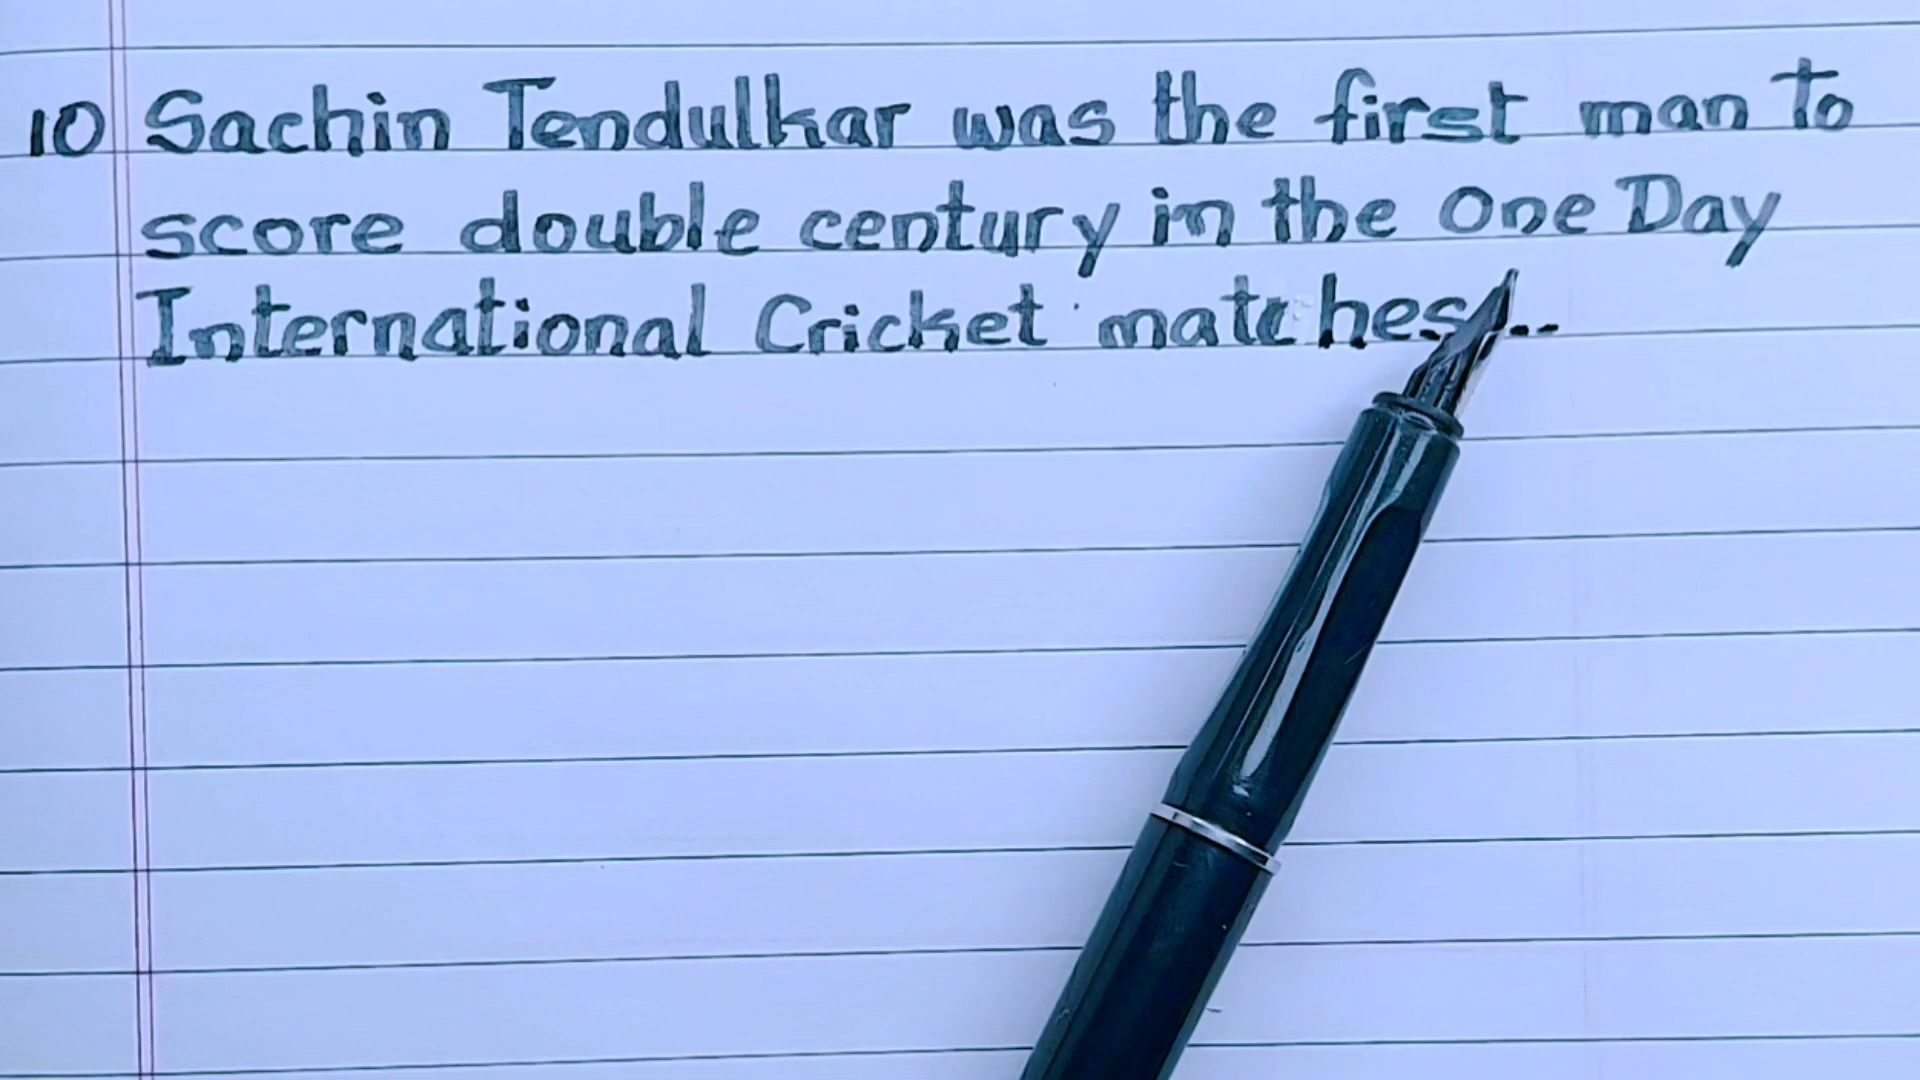 10 Sachin Tendulkar was the first man to
score double century in the One Day
International Cricket matches...